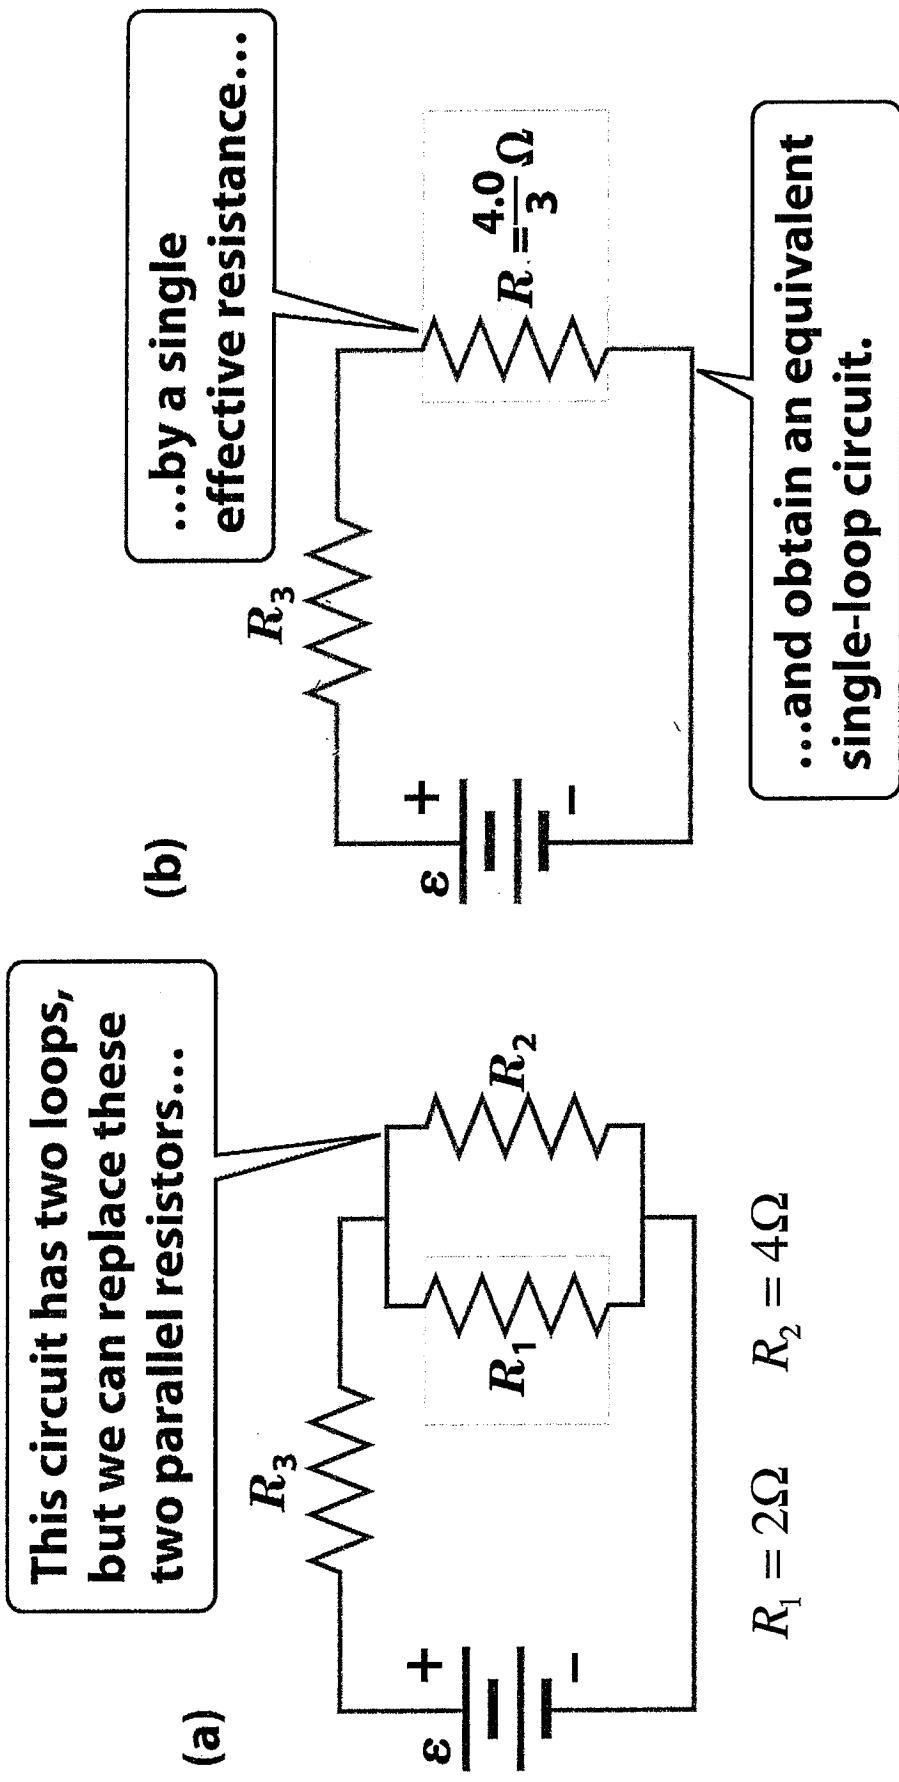 (a)
This circuit has two loops,
but we can replace these
two parallel resistors...
R₃
ε
+
−
R₁
R₂
R₁ = 2Ω
R₂ = 4Ω
(b)
...by a single
effective resistance...
R₃
ε
+
−
R = 4.0/3 Ω
...and obtain an equivalent
single-loop circuit.